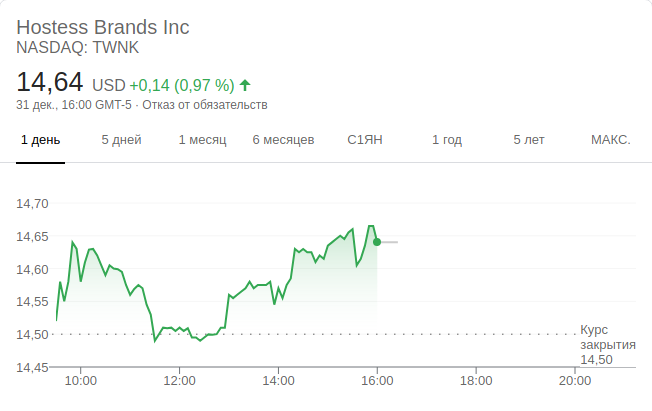 Hostess Brands Inc
NASDAQ: TWNK
14,64 USD +0,14 (0,97 %)
31 дек., 16:00 GMT-5 · Отказ от обязательств
1 день 5 дней 1 месяц 6 месяцев С1ЯН 1 год 5 лет МАКС.
14,70
14,65
14,60
14,55
14,50
14,45
Курс
закрытия
14,50
10:00 12:00 14:00 16:00 18:00 20:00